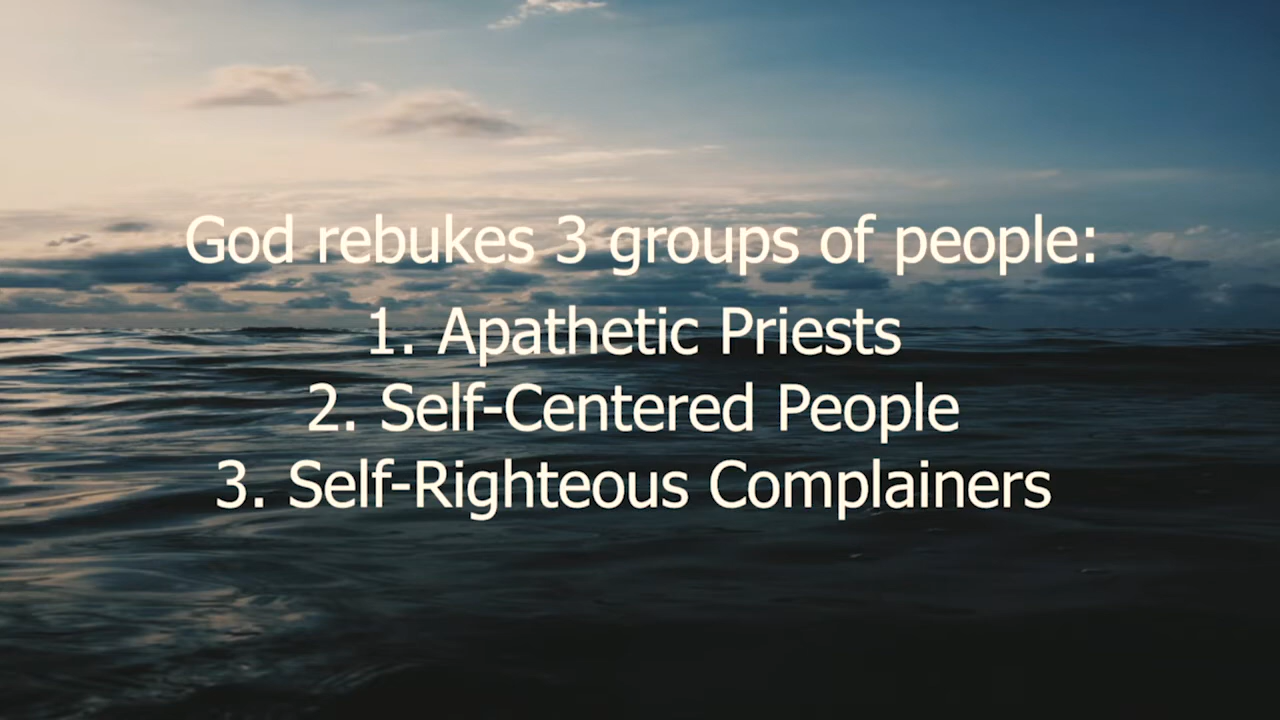 God rebukes 3 groups of people:
1. Apathetic Priests
2. Self-Centered People
3. Self-Righteous Complainers